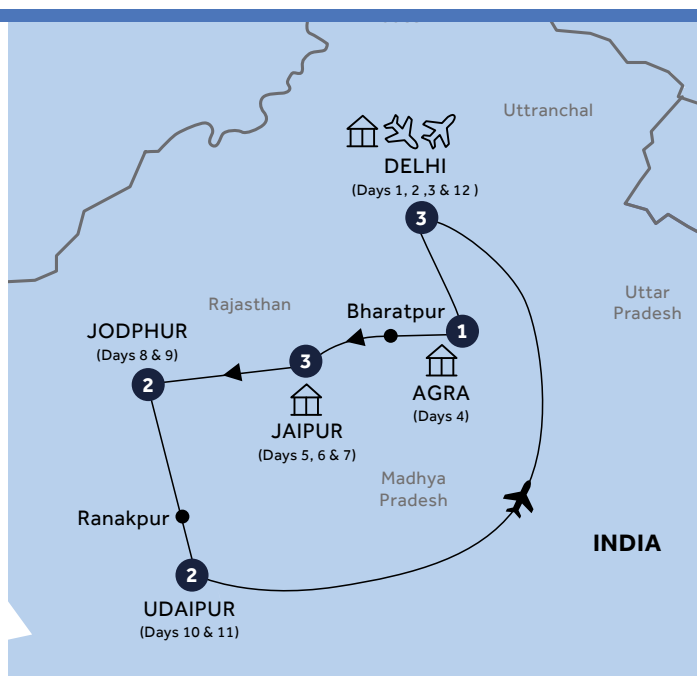 Uttranchal
DELHI
(Days 1, 2 ,3 & 12 )
3
Uttar
Pradesh
Rajasthan
Bharatpur
JODPHUR
(Days 8 & 9)
1
3
2
AGRA
(Days 4)
JAIPUR
(Days 5, 6 & 7)
Madhya
Pradesh
Ranakpur
INDIA
2
UDAIPUR
(Days 10 & 11)